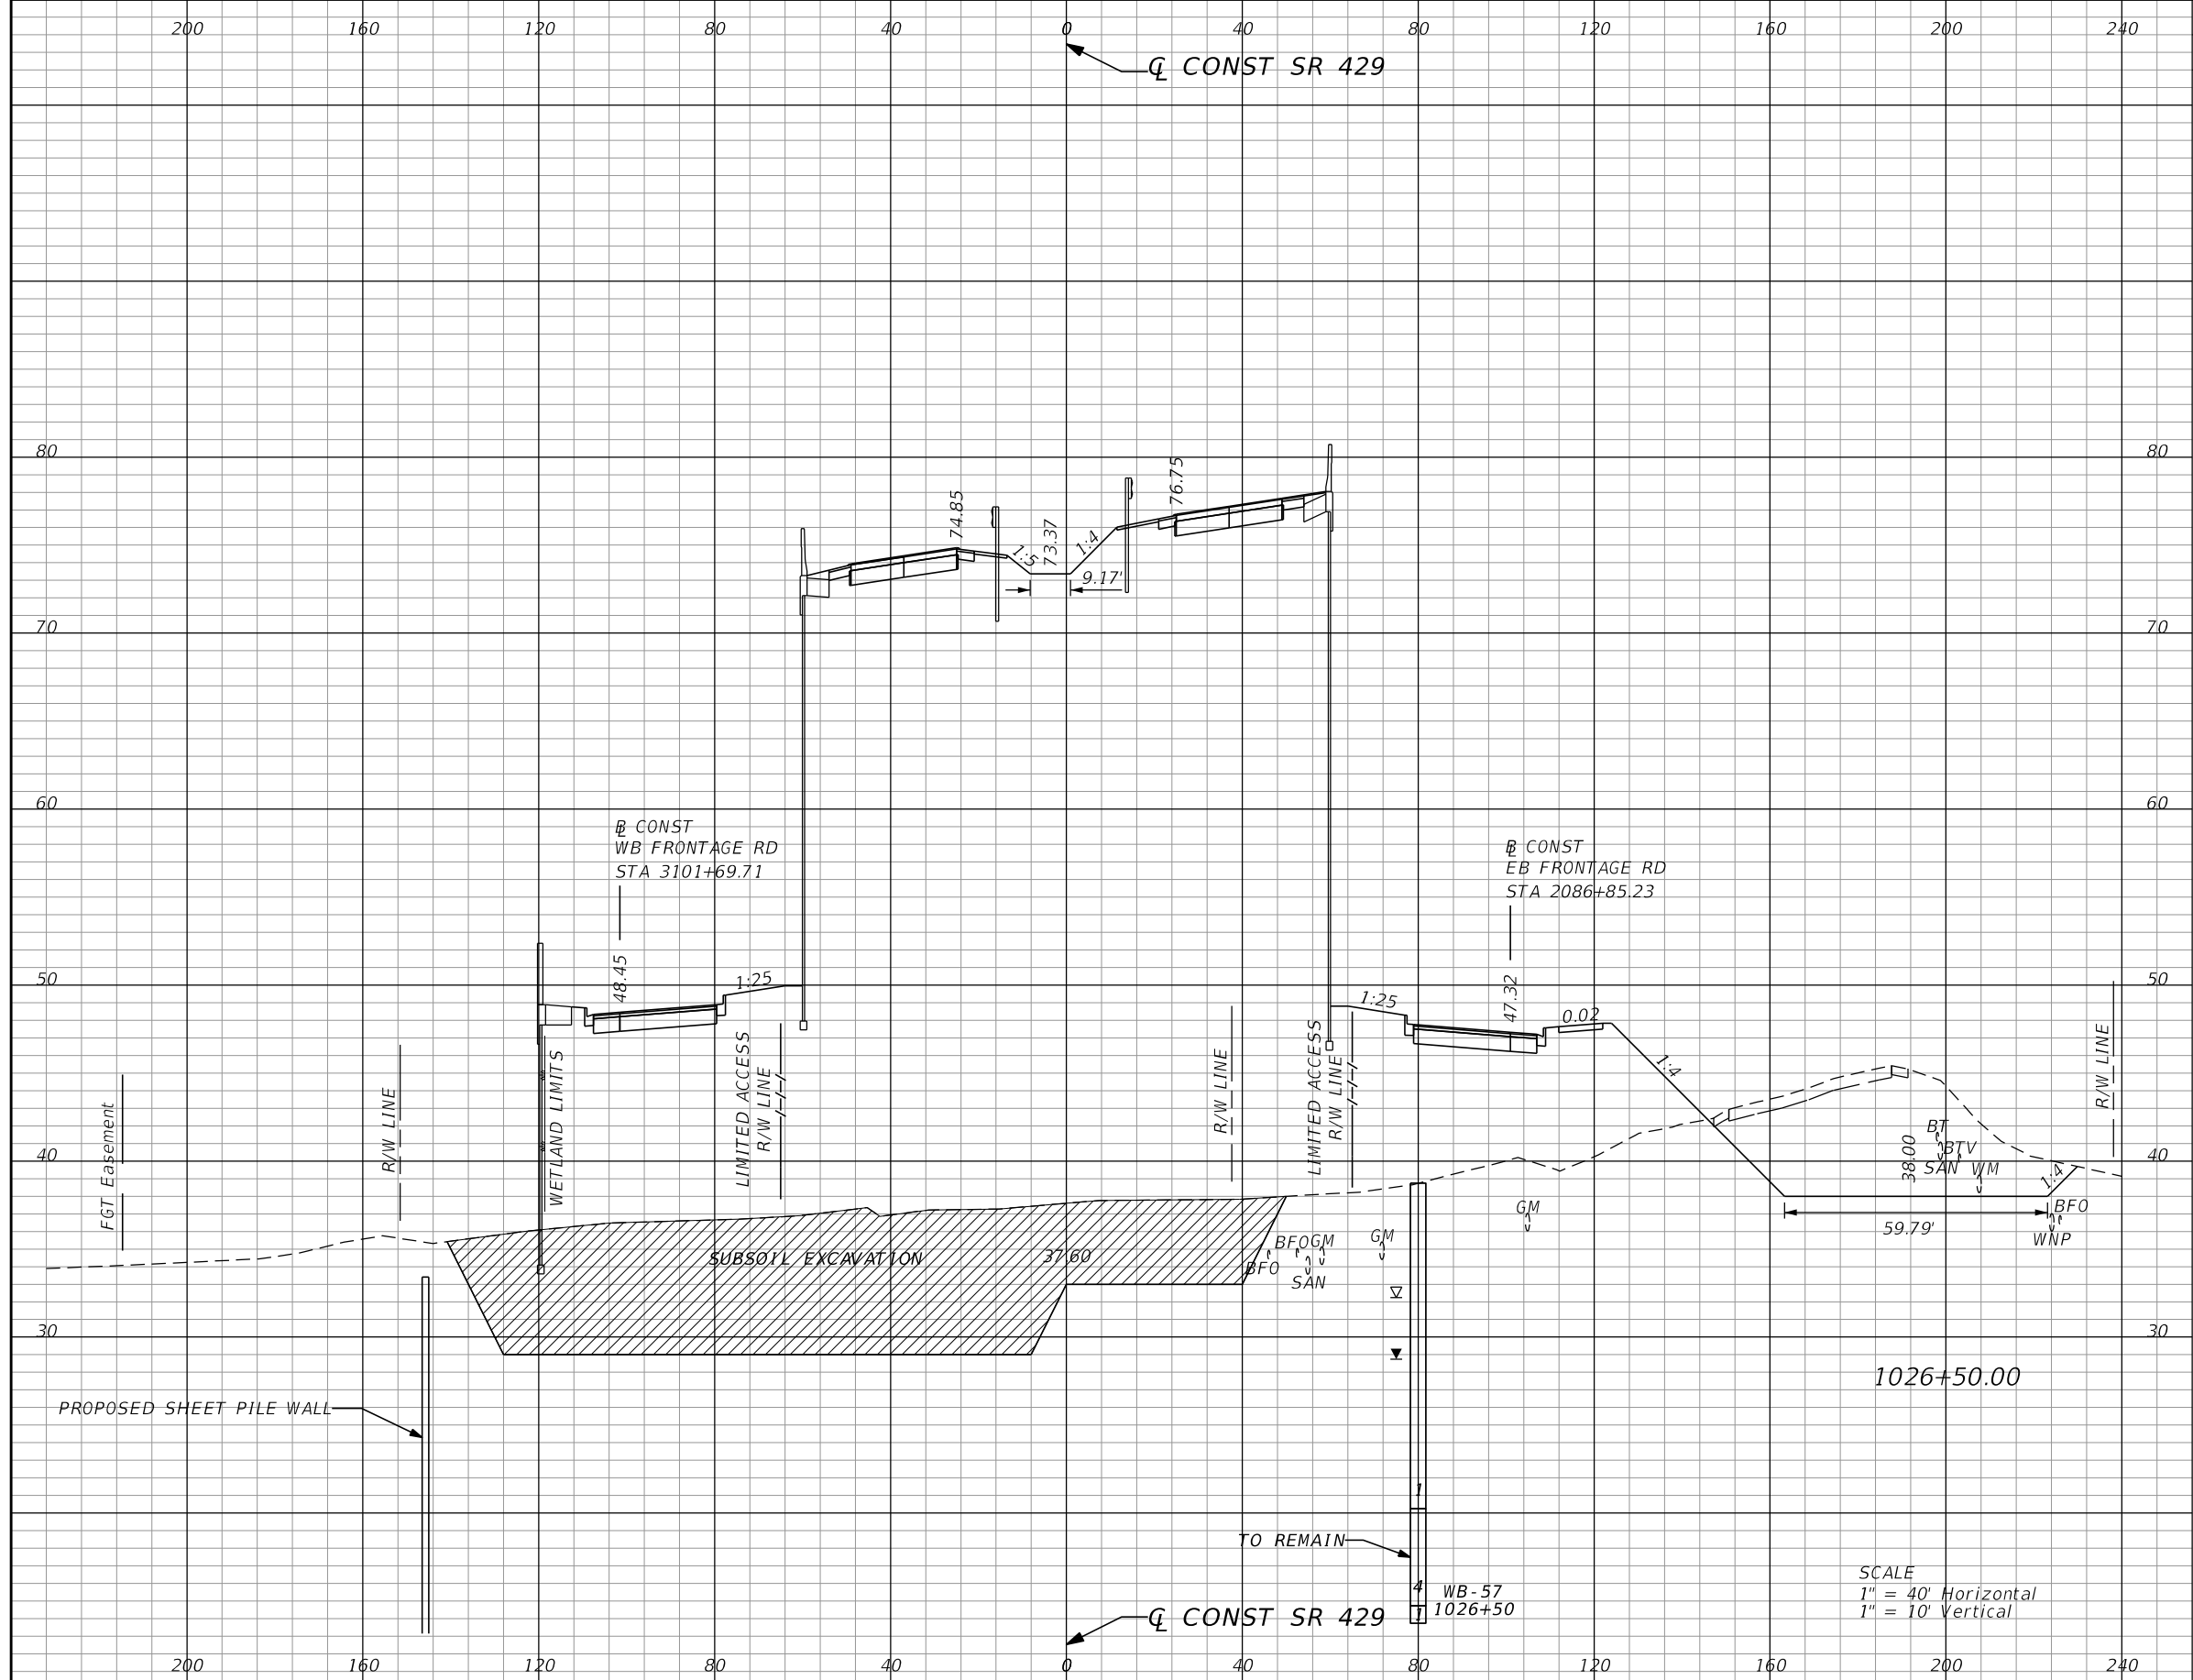 200 160 120 80 40 0 40 80 120 160 200 240
℄ CONST SR 429
80 80
76.75
74.85
73.37
1:5
1:4
9.17'
70 70
60 60
B̵L CONST
WB FRONTAGE RD
STA 3101+69.71
B̵L CONST
EB FRONTAGE RD
STA 2086+85.23
50 50
48.45
1:25
1:25
47.32
0.02
1:4
FGT Easement
R/W LINE
WETLAND LIMITS
LIMITED ACCESS
R/W LINE
R/W LINE
LIMITED ACCESS
R/W LINE
R/W LINE
40 40
BT
BTV
SAN WM
38.00
1:4
59.79'
BFO
WNP
GM
GM
BFO GM
BFO
SAN
SUBSOIL EXCAVATION
37.60
30 30
1026+50.00
PROPOSED SHEET PILE WALL
1
TO REMAIN
4
1
WB-57
1026+50
℄ CONST SR 429
SCALE
1" = 40' Horizontal
1" = 10' Vertical
200 160 120 80 40 0 40 80 120 160 200 240